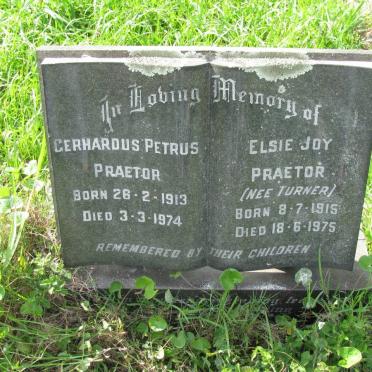 In Loving Memory of
GERHARDUS PETRUS
PRAETOR
BORN 26-2-1913
DIED 3-3-1974
ELSIE JOY
PRAETOR
(NEE TURNER)
BORN 8-7-1915
DIED 18-6-1975
REMEMBERED BY THEIR CHILDREN